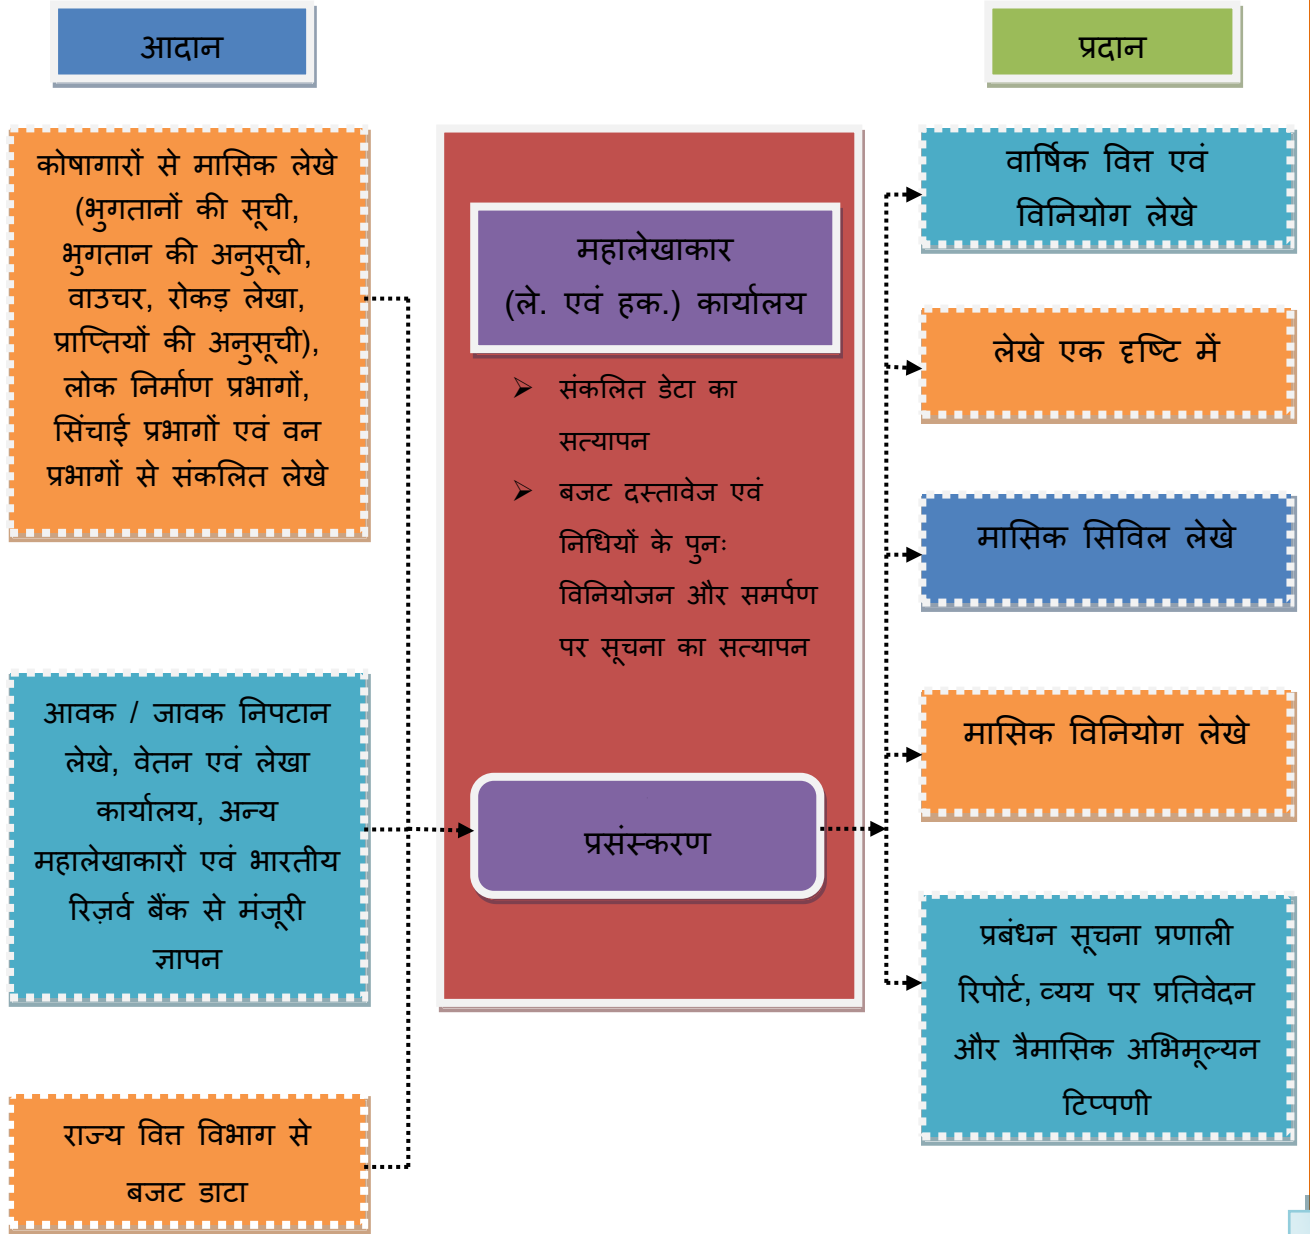 आदान
प्रदान
कोषागारों से मासिक लेखे
(भुगतानों की सूची,
भुगतान की अनुसूची,
वाउचर, रोकड़ लेखा,
प्राप्तियों की अनुसूची),
लोक निर्माण प्रभागों,
सिंचाई प्रभागों एवं वन
प्रभागों से संकलित लेखे
आवक / जावक निपटान
लेखे, वेतन एवं लेखा
कार्यालय, अन्य
महालेखाकारों एवं भारतीय
रिज़र्व बैंक से मंजूरी
ज्ञापन
राज्य वित्त विभाग से
बजट डाटा
महालेखाकार
(ले. एवं हक.) कार्यालय
संकलित डेटा का
सत्यापन
बजट दस्तावेज एवं
निधियों के पुनः
विनियोजन और समर्पण
पर सूचना का सत्यापन
प्रसंस्करण
वार्षिक वित्त एवं
विनियोग लेखे
लेखे एक दृष्टि में
मासिक सिविल लेखे
मासिक विनियोग लेखे
प्रबंधन सूचना प्रणाली
रिपोर्ट, व्यय पर प्रतिवेदन
और त्रैमासिक अभिमूल्यन
टिप्पणी